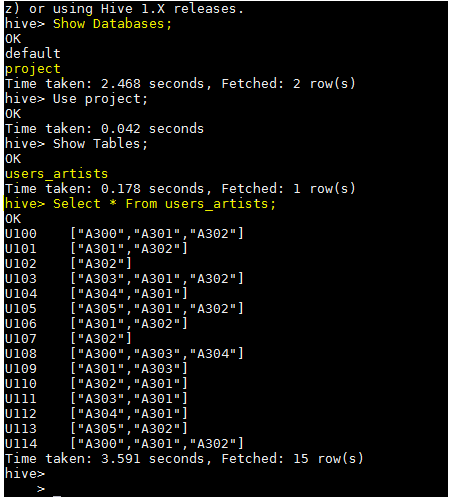 z) or using Hive 1.X releases.
hive> Show Databases;
OK
default
project
Time taken: 2.468 seconds, Fetched: 2 row(s)
hive> Use project;
OK
Time taken: 0.042 seconds
hive> Show Tables;
OK
users_artists
Time taken: 0.178 seconds, Fetched: 1 row(s)
hive> Select * From users_artists;
OK
U100    ["A300","A301","A302"]
U101    ["A301","A302"]
U102    ["A302"]
U103    ["A303","A301","A302"]
U104    ["A304","A301"]
U105    ["A305","A301","A302"]
U106    ["A301","A302"]
U107    ["A302"]
U108    ["A300","A303","A304"]
U109    ["A301","A303"]
U110    ["A302","A301"]
U111    ["A303","A301"]
U112    ["A304","A301"]
U113    ["A305","A302"]
U114    ["A300","A301","A302"]
Time taken: 3.591 seconds, Fetched: 15 row(s)
hive>
    > _